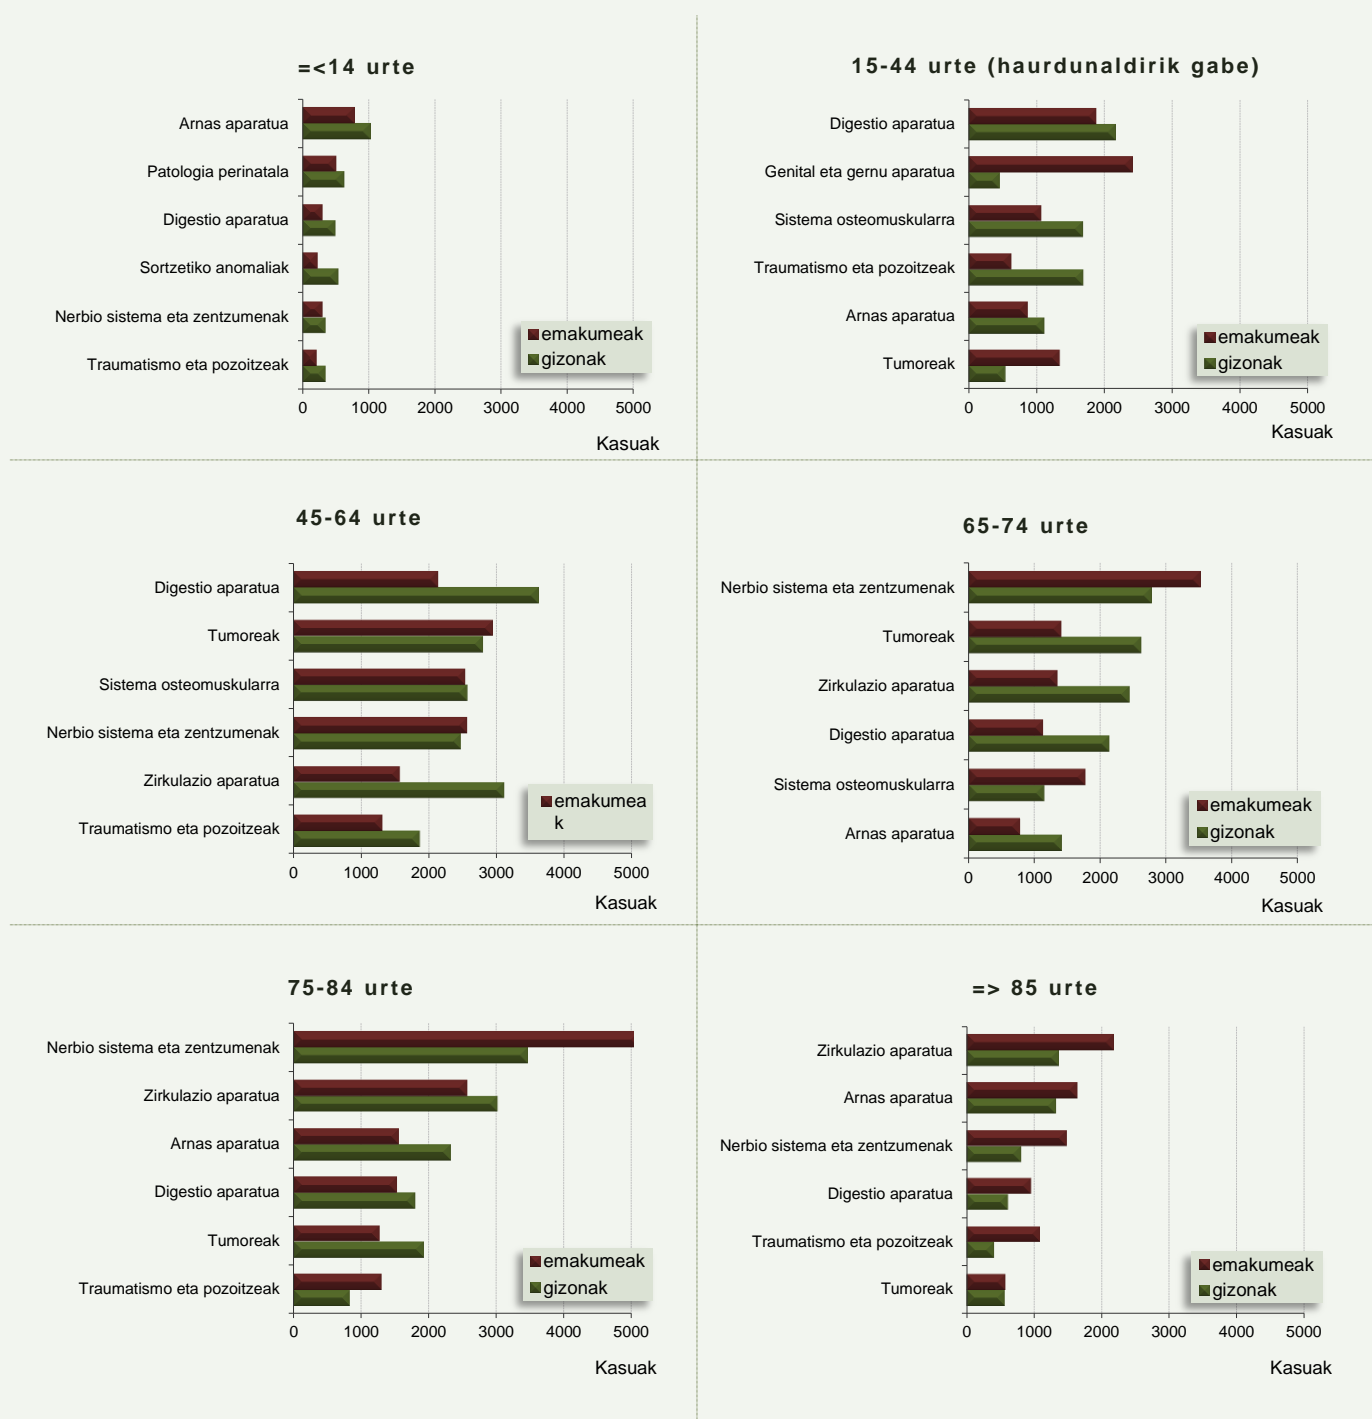 =<14 urte
Arnas aparatua
Patologia perinatala
Digestio aparatua
Sortzetiko anomaliak
Nerbio sistema eta zentzumenak
Traumatismo eta pozoitzeak
emakumeak
gizonak
0 1000 2000 3000 4000 5000
Kasuak
15-44 urte (haurdunaldirik gabe)
Digestio aparatua
Genital eta gernu aparatua
Sistema osteomuskularra
Traumatismo eta pozoitzeak
Arnas aparatua
Tumoreak
emakumeak
gizonak
0 1000 2000 3000 4000 5000
Kasuak
45-64 urte
Digestio aparatua
Tumoreak
Sistema osteomuskularra
Nerbio sistema eta zentzumenak
Zirkulazio aparatua
Traumatismo eta pozoitzeak
emakumea
k
0 1000 2000 3000 4000 5000
Kasuak
65-74 urte
Nerbio sistema eta zentzumenak
Tumoreak
Zirkulazio aparatua
Digestio aparatua
Sistema osteomuskularra
Arnas aparatua
emakumeak
gizonak
0 1000 2000 3000 4000 5000
Kasuak
75-84 urte
Nerbio sistema eta zentzumenak
Zirkulazio aparatua
Arnas aparatua
Digestio aparatua
Tumoreak
Traumatismo eta pozoitzeak
emakumeak
gizonak
0 1000 2000 3000 4000 5000
Kasuak
=> 85 urte
Zirkulazio aparatua
Arnas aparatua
Nerbio sistema eta zentzumenak
Digestio aparatua
Traumatismo eta pozoitzeak
Tumoreak
emakumeak
gizonak
0 1000 2000 3000 4000 5000
Kasuak